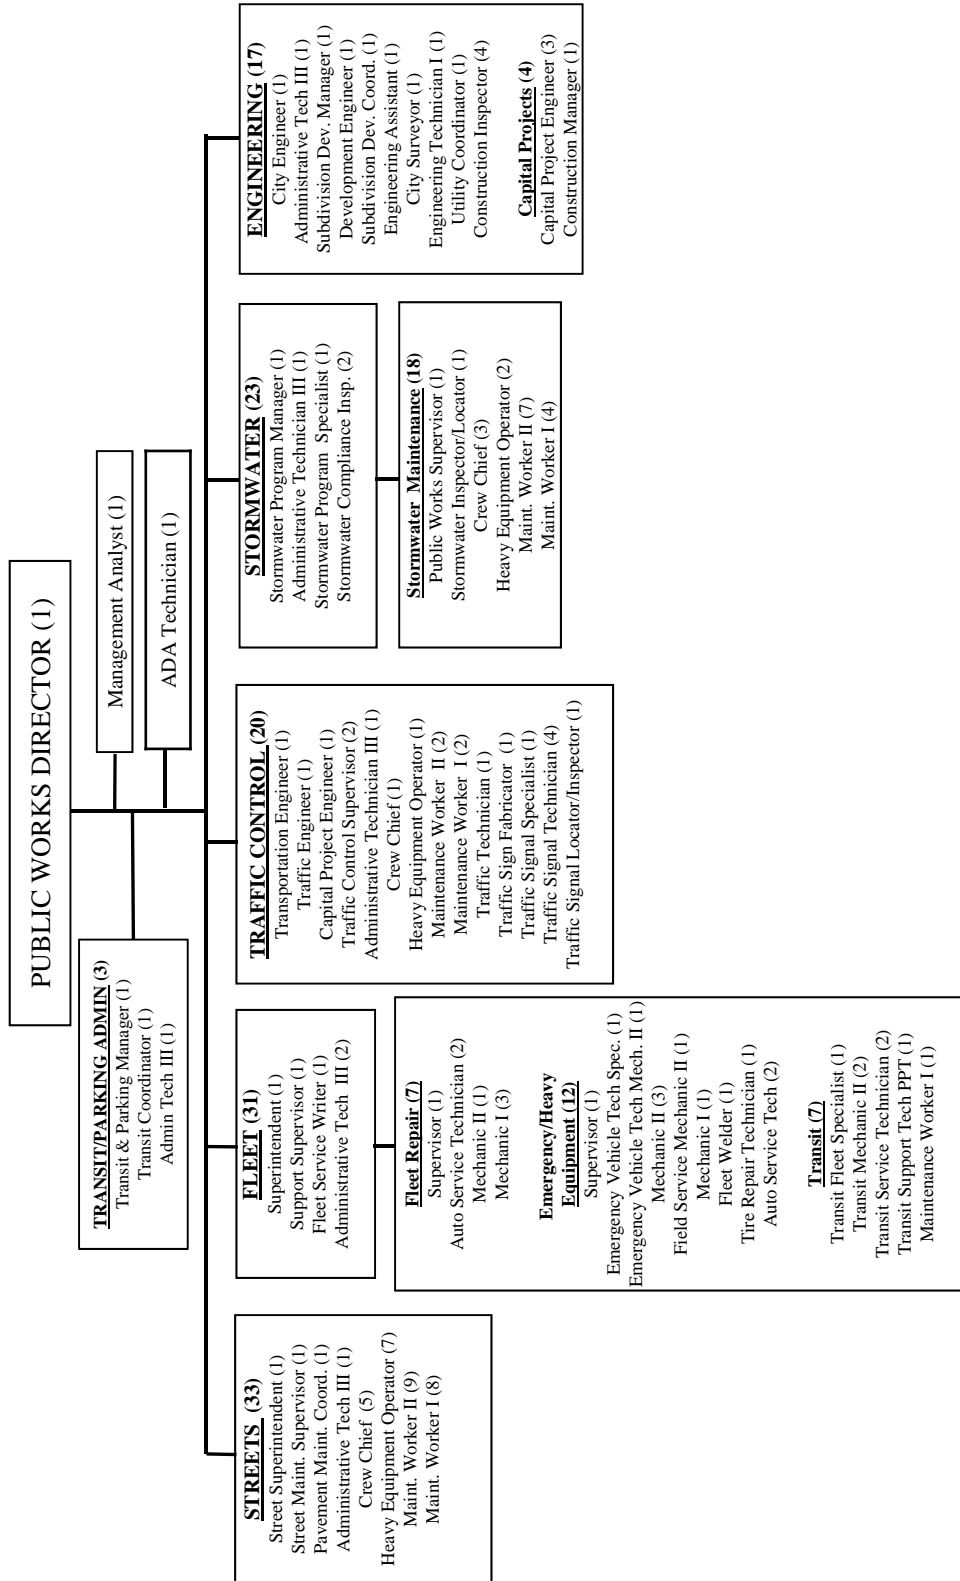 PUBLIC WORKS DIRECTOR (1)
Management Analyst (1)
ADA Technician (1)
TRANSIT/PARKING ADMIN (3)
Transit & Parking Manager (1)
Transit Coordinator (1)
Admin Tech III (1)
STREETS (33)
Street Superintendent (1)
Street Maint. Supervisor (1)
Pavement Maint. Coord. (1)
Administrative Tech III (1)
Crew Chief (5)
Heavy Equipment Operator (7)
Maint. Worker II (9)
Maint. Worker I (8)
FLEET (31)
Superintendent (1)
Support Supervisor (1)
Fleet Service Writer (1)
Administrative Tech III (2)
Fleet Repair (7)
Supervisor (1)
Auto Service Technician (2)
Mechanic II (1)
Mechanic I (3)
Emergency/Heavy
Equipment (12)
Supervisor (1)
Emergency Vehicle Tech Spec. (1)
Emergency Vehicle Tech Mech. II (1)
Mechanic II (3)
Field Service Mechanic II (1)
Mechanic I (1)
Fleet Welder (1)
Tire Repair Technician (1)
Auto Service Tech (2)
Transit (7)
Transit Fleet Specialist (1)
Transit Mechanic II (2)
Transit Service Technician (2)
Transit Support Tech PPT (1)
Maintenance Worker I (1)
TRAFFIC CONTROL (20)
Transportation Engineer (1)
Traffic Engineer (1)
Capital Project Engineer (1)
Traffic Control Supervisor (2)
Administrative Technician III (1)
Crew Chief (1)
Heavy Equipment Operator (1)
Maintenance Worker II (2)
Maintenance Worker I (2)
Traffic Technician (1)
Traffic Sign Fabricator (1)
Traffic Signal Specialist (1)
Traffic Signal Technician (4)
Traffic Signal Locator/Inspector (1)
STORMWATER (23)
Stormwater Program Manager (1)
Administrative Technician III (1)
Stormwater Program Specialist (1)
Stormwater Compliance Insp. (2)
Stormwater Maintenance (18)
Public Works Supervisor (1)
Stormwater Inspector/Locator (1)
Crew Chief (3)
Heavy Equipment Operator (2)
Maint. Worker II (7)
Maint. Worker I (4)
ENGINEERING (17)
City Engineer (1)
Administrative Tech III (1)
Subdivision Dev. Manager (1)
Development Engineer (1)
Subdivision Dev. Coord. (1)
Engineering Assistant (1)
City Surveyor (1)
Engineering Technician I (1)
Utility Coordinator (1)
Construction Inspector (4)
Capital Projects (4)
Capital Project Engineer (3)
Construction Manager (1)